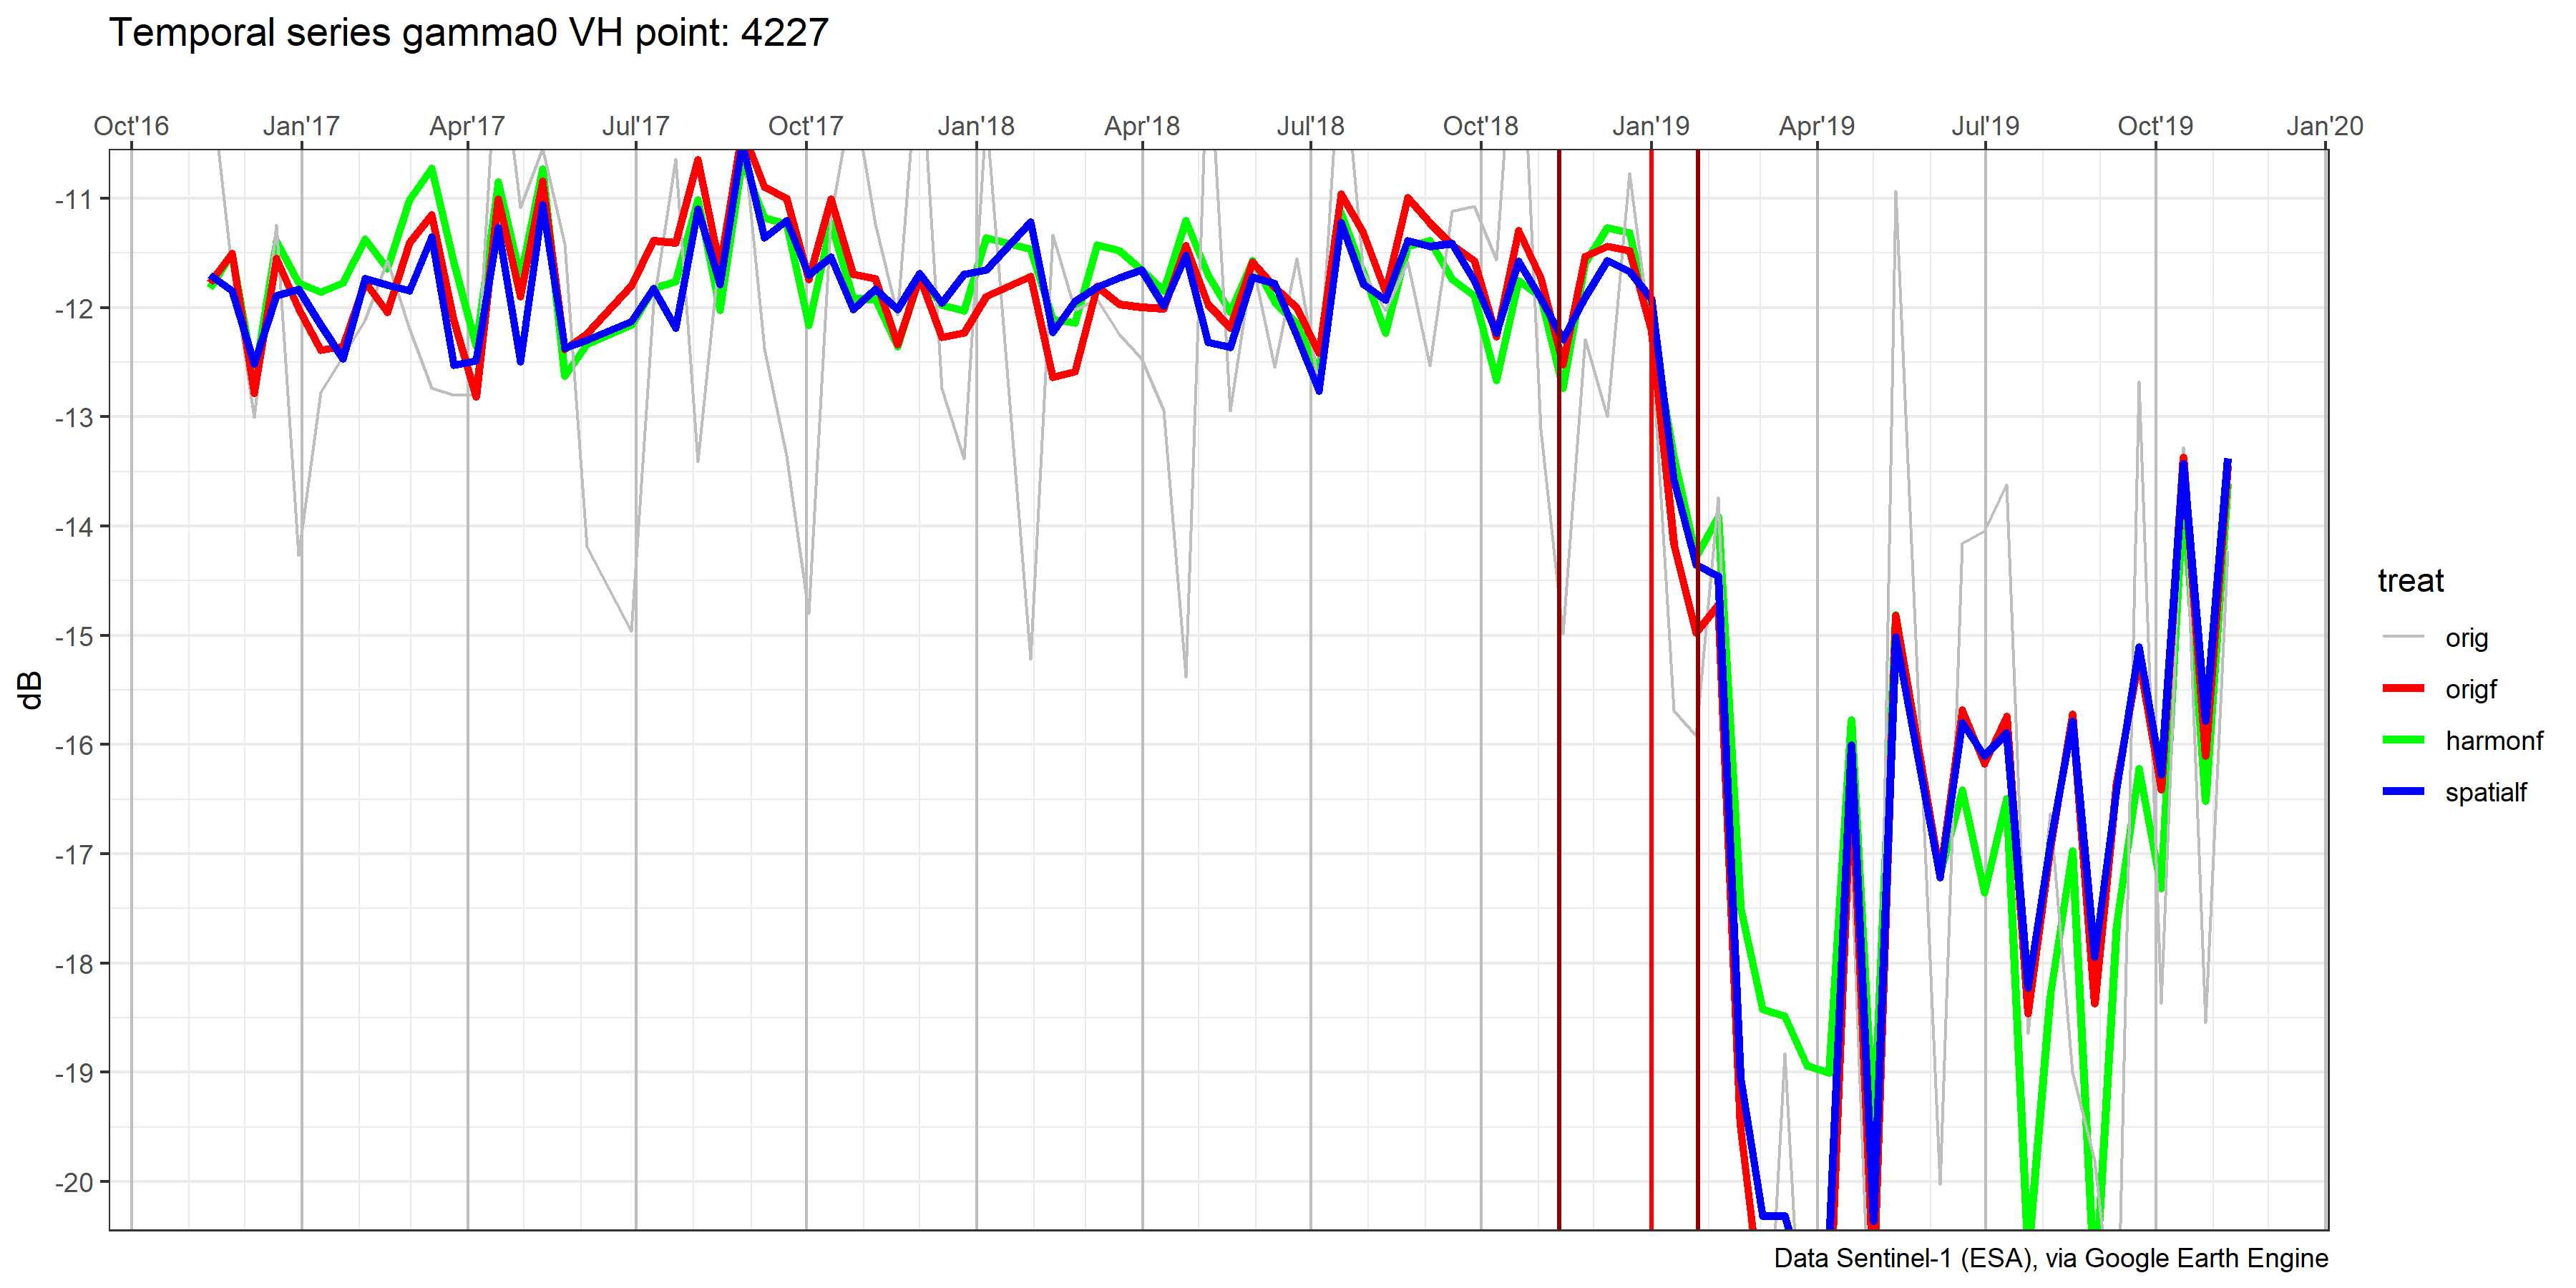 Temporal series gamma0 VH point: 4227
Oct'16 Jan'17 Apr'17 Jul'17 Oct'17 Jan'18 Apr'18 Jul'18 Oct'18 Jan'19 Apr'19 Jul'19 Oct'19 Jan'20
-11
-12
-13
-14
-15
-16
-17
-18
-19
-20
dB
treat
orig
origf
harmonf
spatialf
Data Sentinel-1 (ESA), via Google Earth Engine